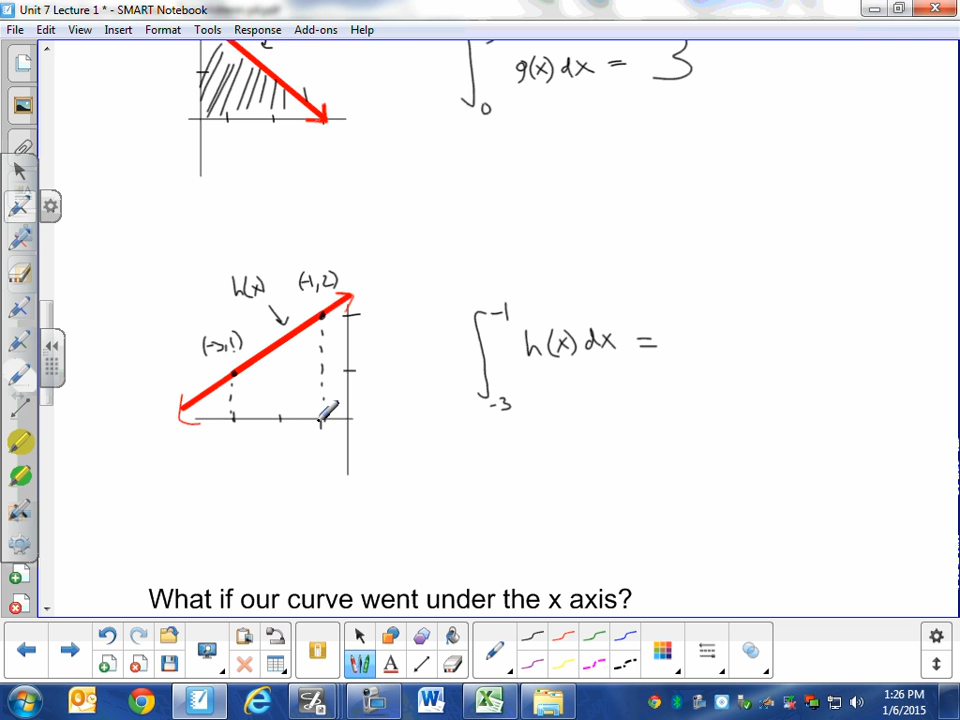 Unit 7 Lecture 1 * - SMART Notebook
File Edit View Insert Format Tools Response Add-ons Help
∫ g(x) dx = 3
0
h(x) (-1,2)
(-3,1)
-1
∫ h(x) dx =
-3
What if our curve went under the x axis?
1:26 PM
1/6/2015